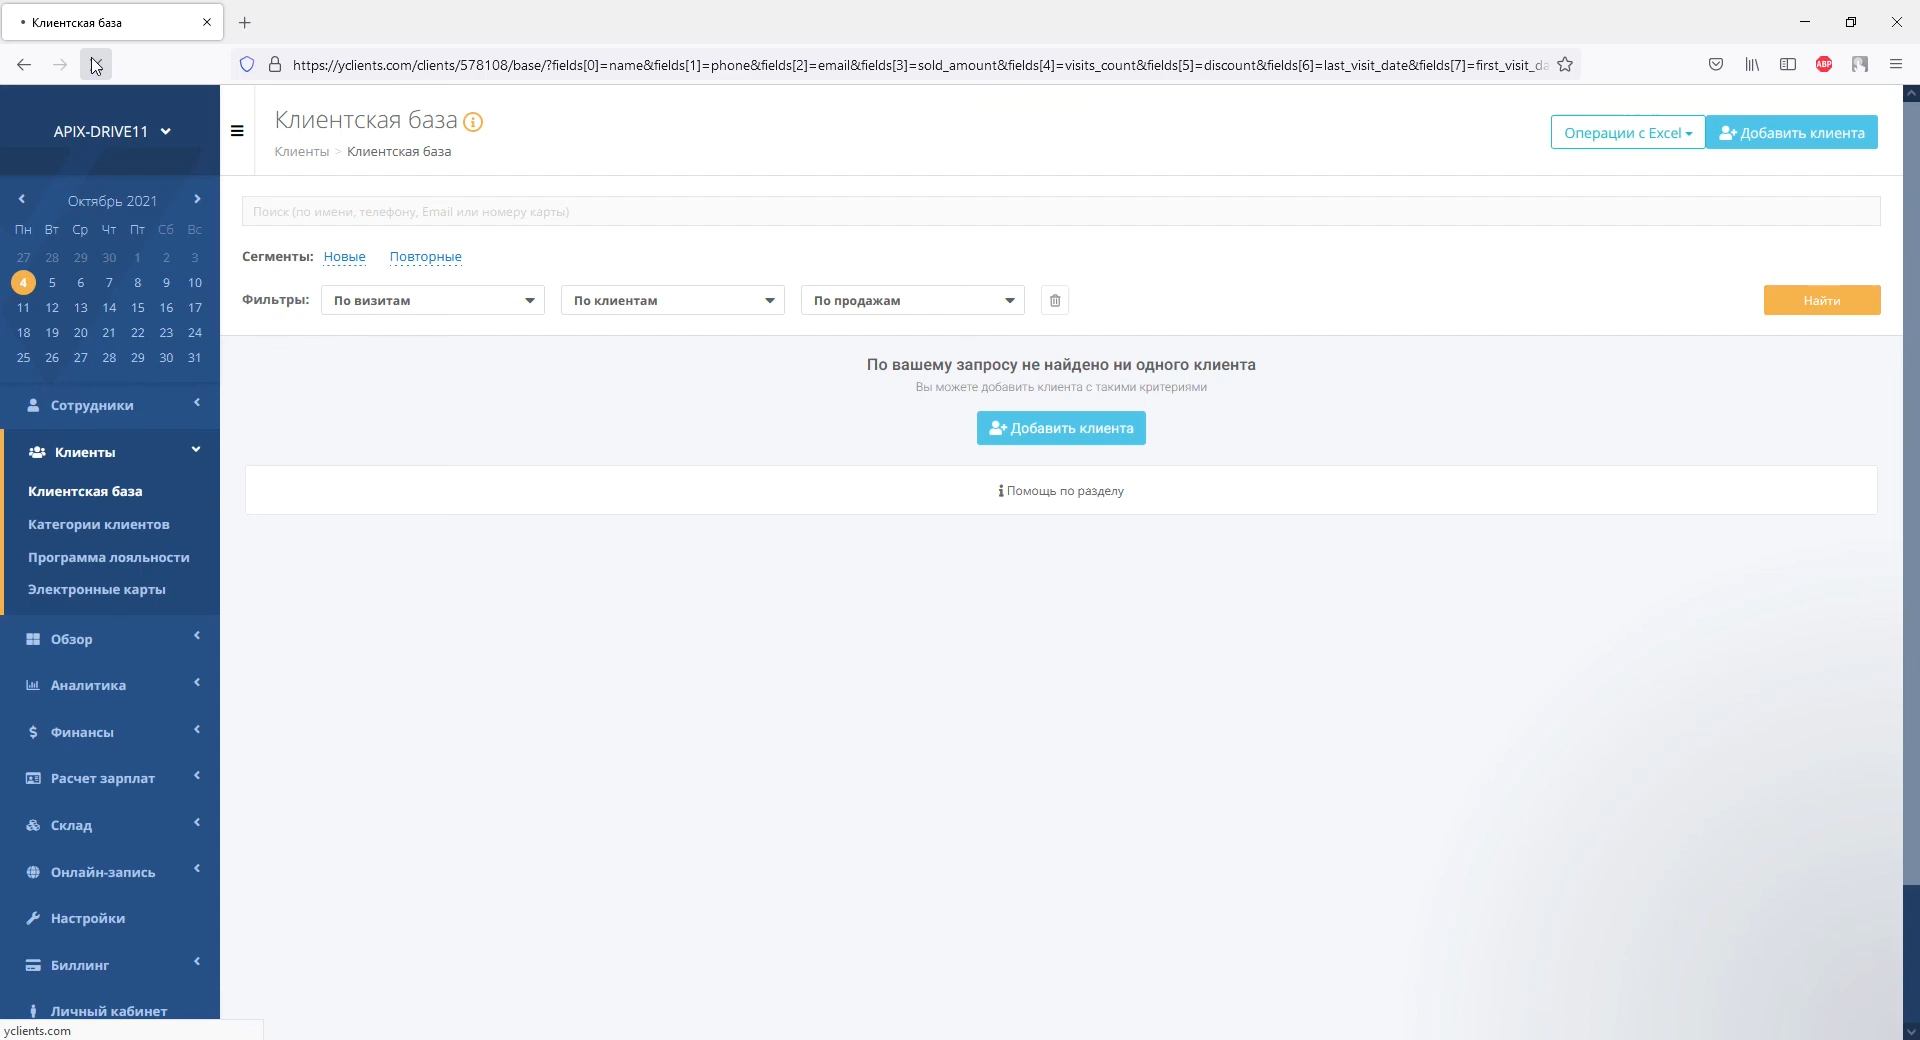 Клиентская база
https://yclients.com/clients/578108/base/?fields[0]=name&fields[1]=phone&fields[2]=email&fields[3]=sold_amount&fields[4]=visits_count&fields[5]=discount&fields[6]=last_visit_date&fields[7]=first_visit_da
ABP
APIX-DRIVE11
Клиентская база
Клиенты > Клиентская база
Операции с Excel
Добавить клиента
Октябрь 2021
Пн Вт Ср Чт Пт Сб Вс
27 28 29 30 1 2 3
4 5 6 7 8 9 10
11 12 13 14 15 16 17
18 19 20 21 22 23 24
25 26 27 28 29 30 31
Поиск (по имени, телефону, Email или номеру карты)
Сегменты: Новые Повторные
Фильтры: По визитам По клиентам По продажам Найти
По вашему запросу не найдено ни одного клиента
Вы можете добавить клиента с такими критериями
Добавить клиента
Помощь по разделу
Сотрудники
Клиенты
Клиентская база
Категории клиентов
Программа лояльности
Электронные карты
Обзор
Аналитика
Финансы
Расчет зарплат
Склад
Онлайн-запись
Настройки
Биллинг
Личный кабинет
yclients.com